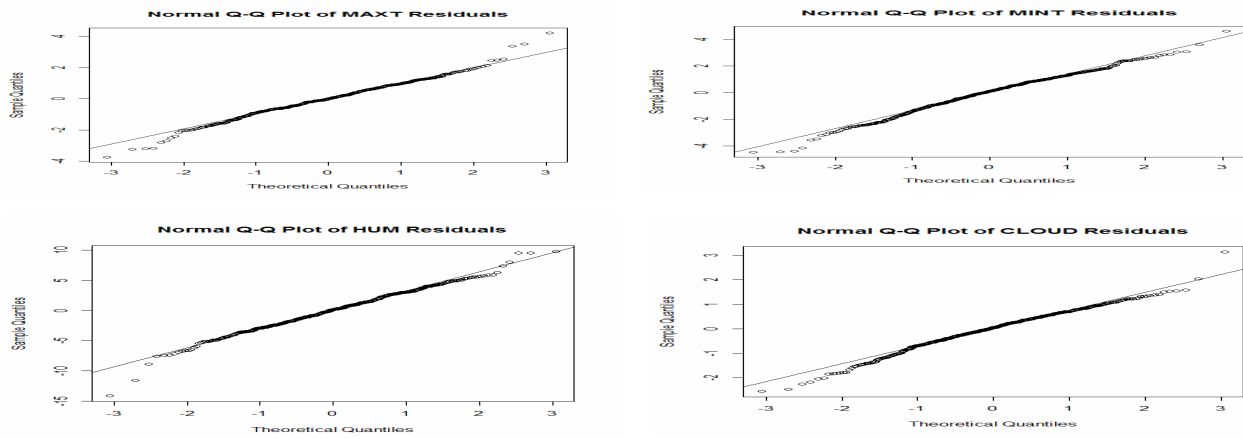 Normal Q-Q Plot of MAXT Residuals
Sample Quantiles
4
2
0
-2
-4
-3 -2 -1 0 1 2 3
Theoretical Quantiles
Normal Q-Q Plot of MINT Residuals
Sample Quantiles
4
2
0
-2
-4
-3 -2 -1 0 1 2 3
Theoretical Quantiles
Normal Q-Q Plot of HUM Residuals
Sample Quantiles
10
5
0
-5
-10
-15
-3 -2 -1 0 1 2 3
Theoretical Quantiles
Normal Q-Q Plot of CLOUD Residuals
Sample Quantiles
3
2
1
0
-1
-2
-3 -2 -1 0 1 2 3
Theoretical Quantiles